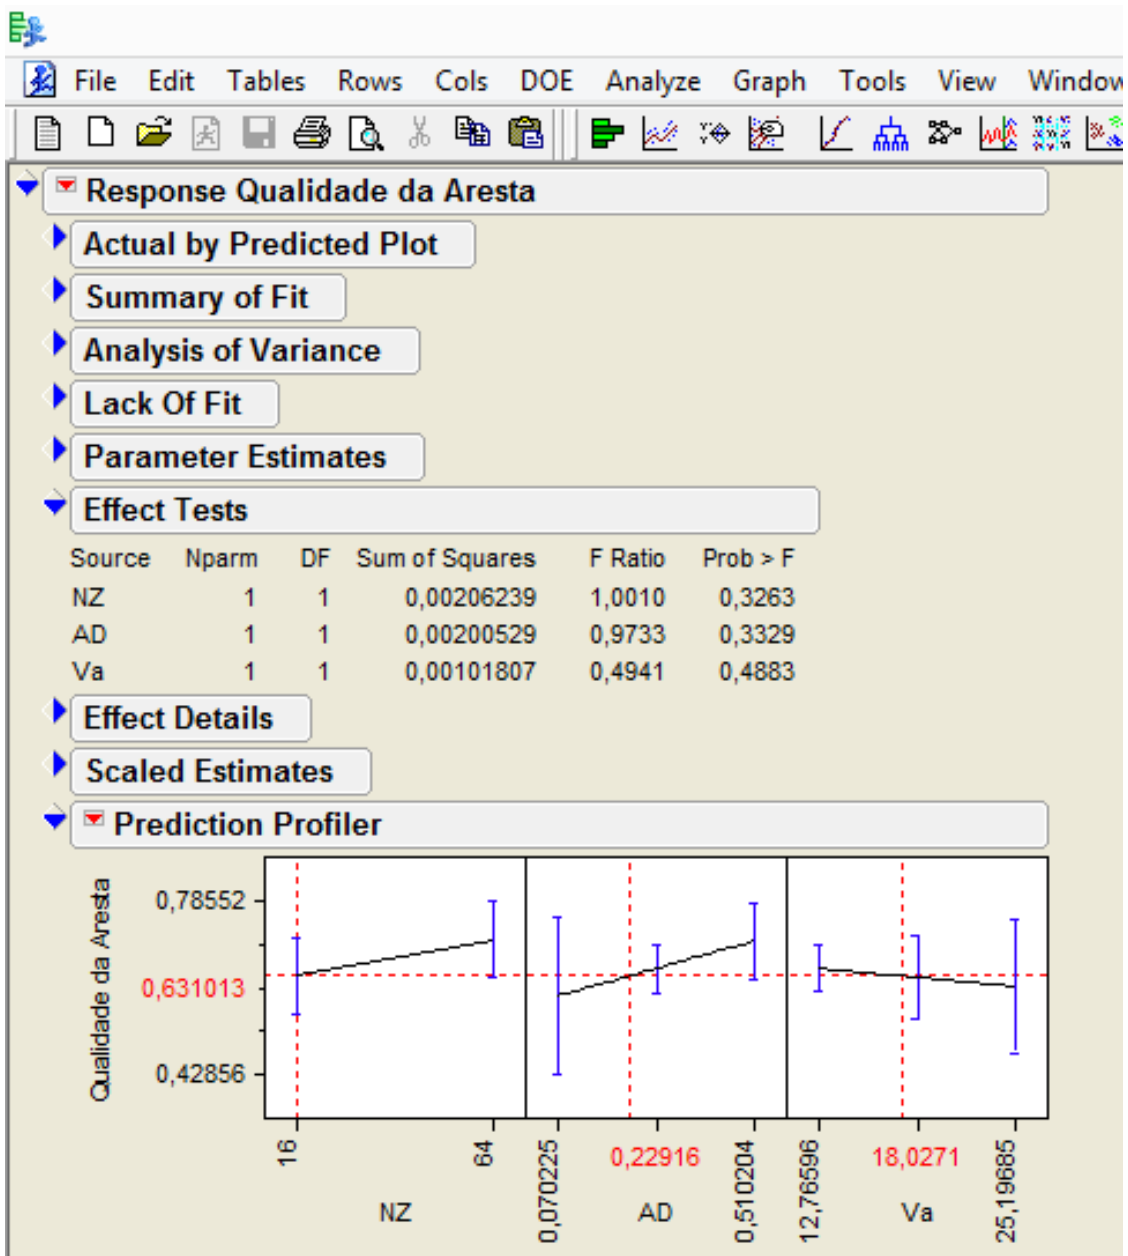 File Edit Tables Rows Cols DOE Analyze Graph Tools View Window
Response Qualidade da Aresta
Actual by Predicted Plot
Summary of Fit
Analysis of Variance
Lack Of Fit
Parameter Estimates
Effect Tests
Source Nparm DF Sum of Squares F Ratio Prob > F
NZ 1 1 0,00206239 1,0010 0,3263
AD 1 1 0,00200529 0,9733 0,3329
Va 1 1 0,00101807 0,4941 0,4883
Effect Details
Scaled Estimates
Prediction Profiler
Qualidade da Aresta
0,78552
0,631013
0,42856
16 64 0,070225 0,22916 0,510204 12,76596 18,0271 25,19685
NZ AD Va